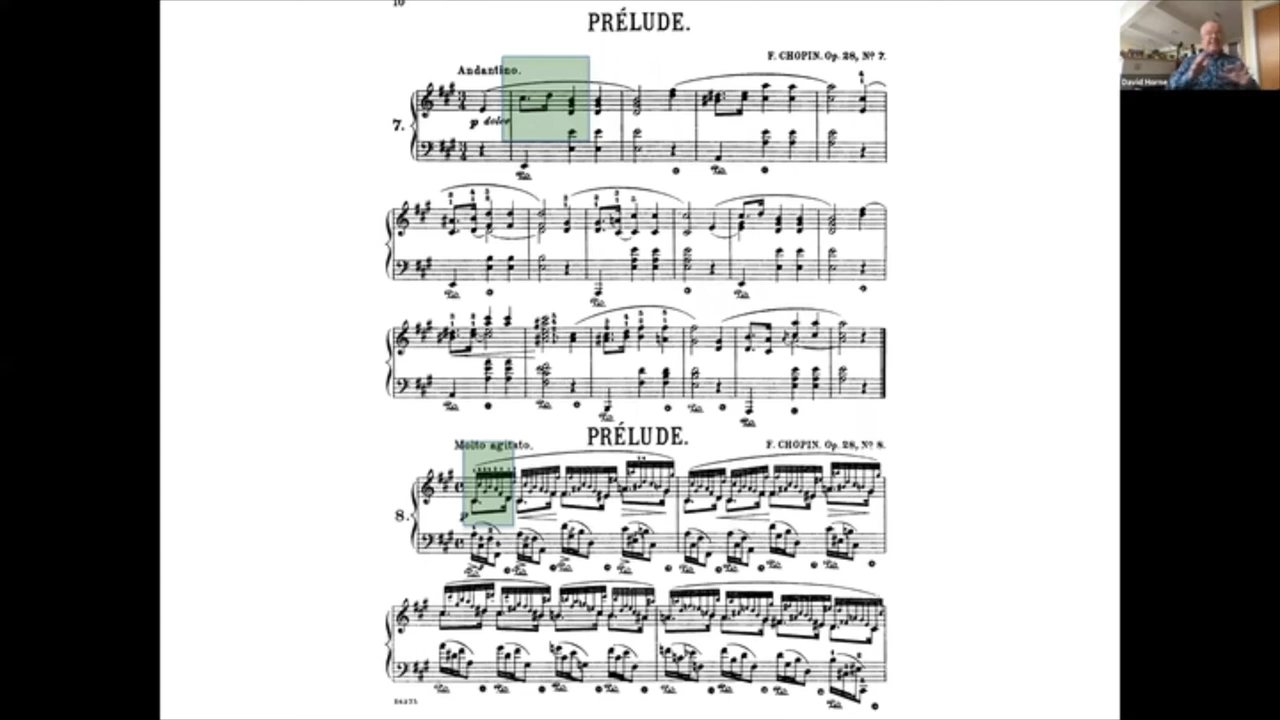 10
PRÉLUDE.
F. CHOPIN. Op. 28, Nº 7.
Andantino.
7.
p dolce
PRÉLUDE.
Molto agitato.
F. CHOPIN. Op. 28, Nº 8.
8.
p
David Horne